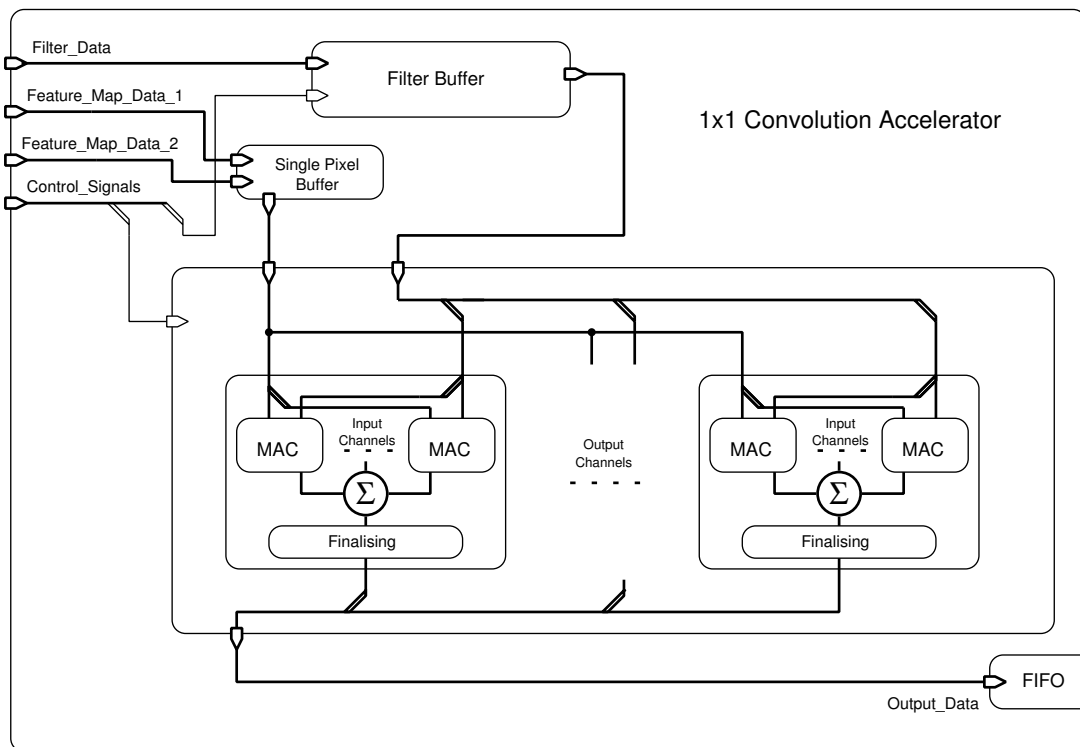 Filter_Data
Filter Buffer
Feature_Map_Data_1
1x1 Convolution Accelerator
Feature_Map_Data_2
Single Pixel
Buffer
Control_Signals
MAC
Input
Channels
MAC
Σ
Finalising
Output
Channels
MAC
Input
Channels
MAC
Σ
Finalising
FIFO
Output_Data